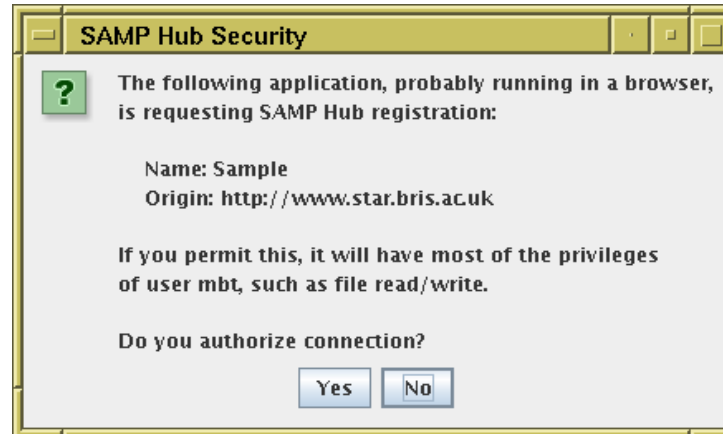 SAMP Hub Security
?
The following application, probably running in a browser,
is requesting SAMP Hub registration:
Name: Sample
Origin: http://www.star.bris.ac.uk
If you permit this, it will have most of the privileges
of user mbt, such as file read/write.
Do you authorize connection?
Yes No